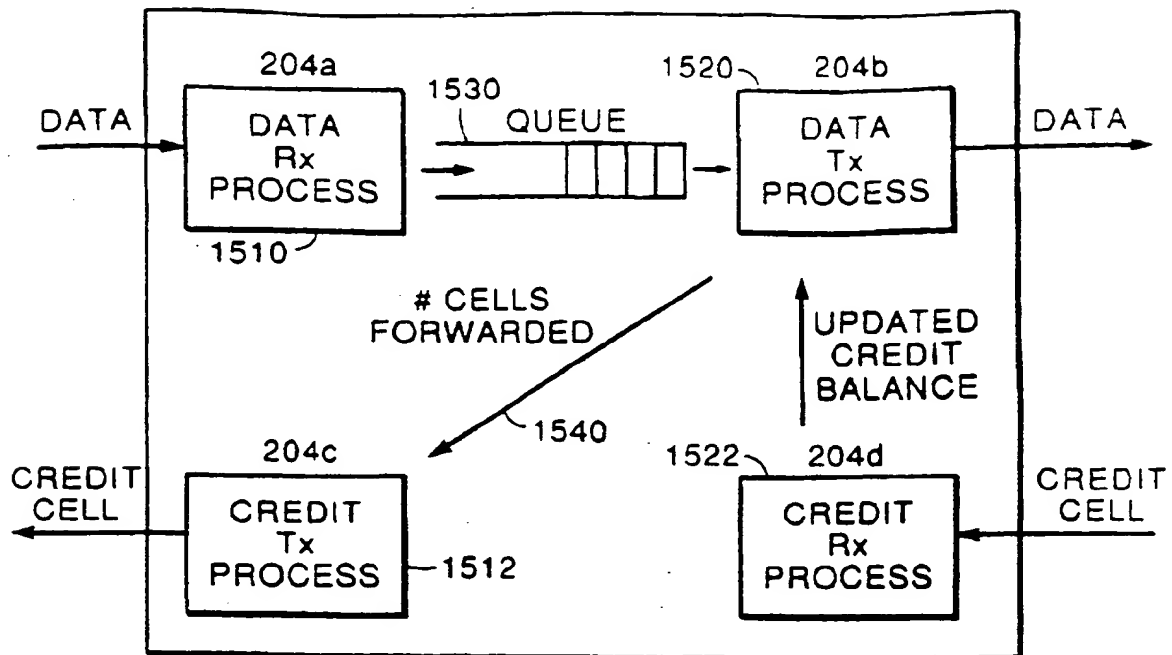 204a
1530
1520
204b
DATA
DATA
Rx
PROCESS
QUEUE
DATA
Tx
PROCESS
DATA
1510
# CELLS
FORWARDED
UPDATED
CREDIT
BALANCE
1540
204c
1522
204d
CREDIT
CELL
CREDIT
Tx
PROCESS
1512
CREDIT
Rx
PROCESS
CREDIT
CELL